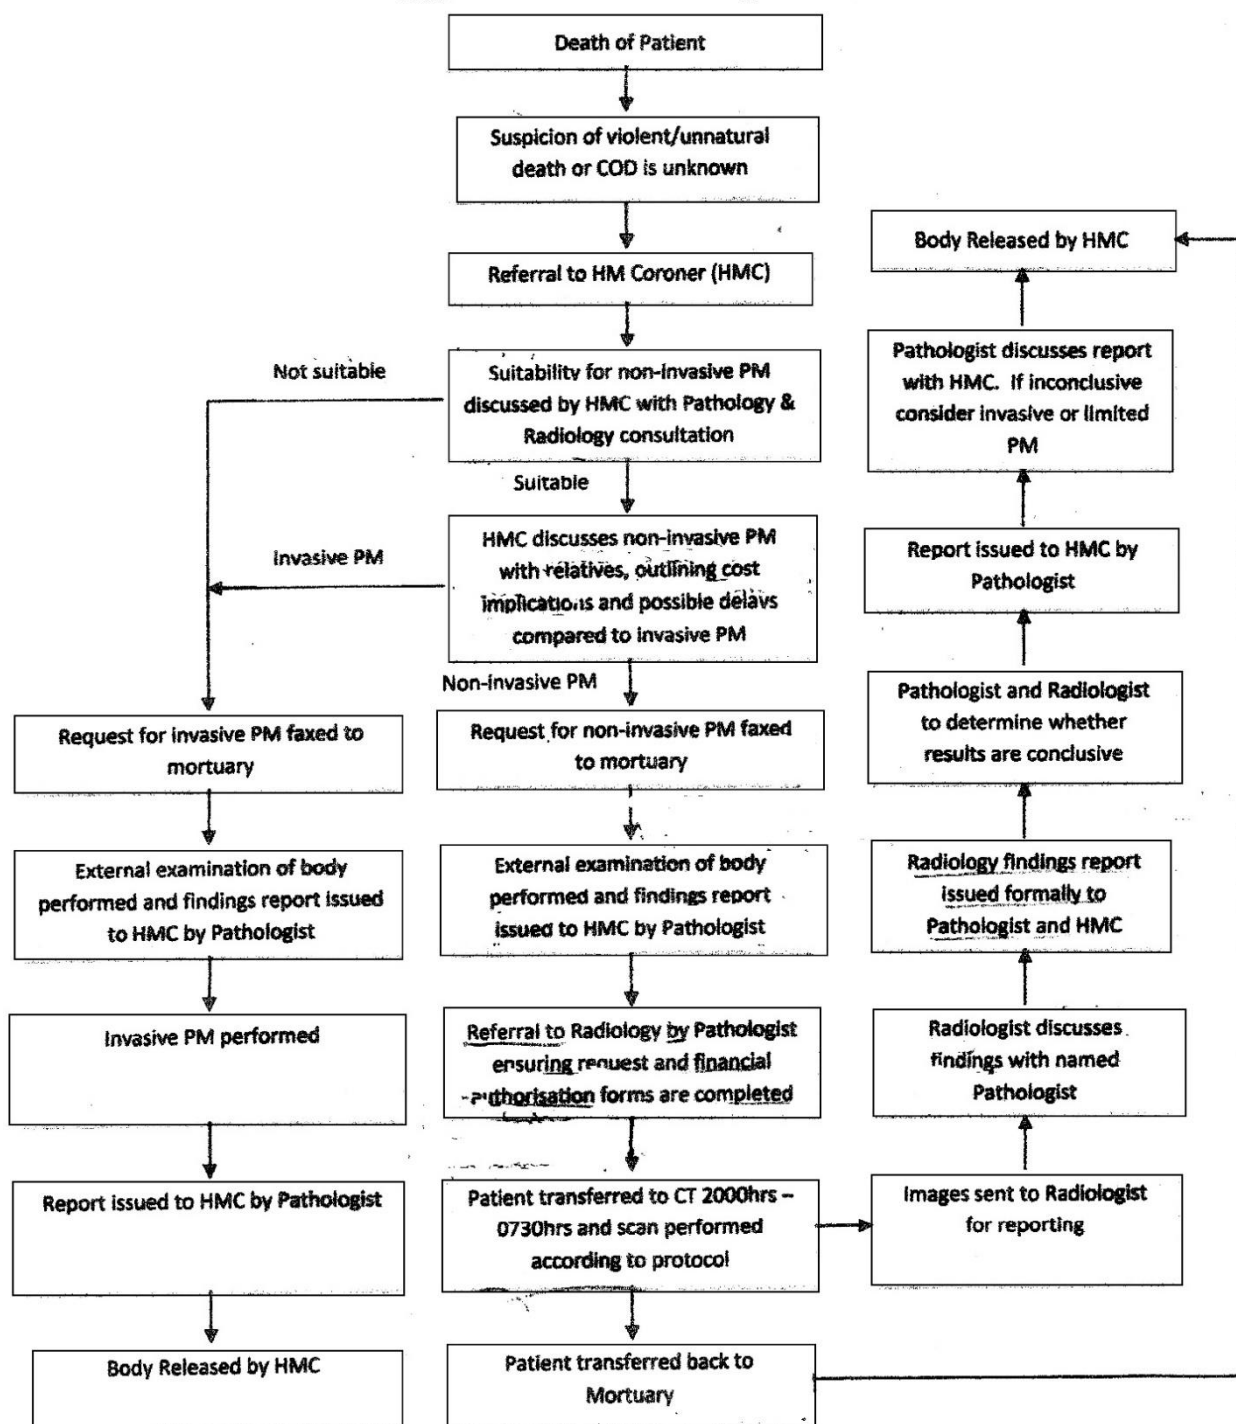 Death of Patient
Suspicion of violent/unnatural
death or COD is unknown
Referral to HM Coroner (HMC)
Not suitable
Suitability for non-invasive PM
discussed by HMC with Pathology &
Radiology consultation
Suitable
Invasive PM
HMC discusses non-invasive PM
with relatives, outlining cost
implications and possible delays
compared to invasive PM
Non-invasive PM
Request for invasive PM faxed to
mortuary
External examination of body
performed and findings report issued
to HMC by Pathologist
Invasive PM performed
Report issued to HMC by Pathologist
Body Released by HMC
Request for non-invasive PM faxed
to mortuary
External examination of body
performed and findings report
issued to HMC by Pathologist
Referral to Radiology by Pathologist
ensuring request and financial
authorisation forms are completed
Patient transferred to CT 2000hrs –
0730hrs and scan performed
according to protocol
Patient transferred back to
Mortuary
Images sent to Radiologist
for reporting
Radiologist discusses
findings with named
Pathologist
Radiology findings report
issued formally to
Pathologist and HMC
Pathologist and Radiologist
to determine whether
results are conclusive
Report issued to HMC by
Pathologist
Pathologist discusses report
with HMC. If inconclusive
consider invasive or limited
PM
Body Released by HMC